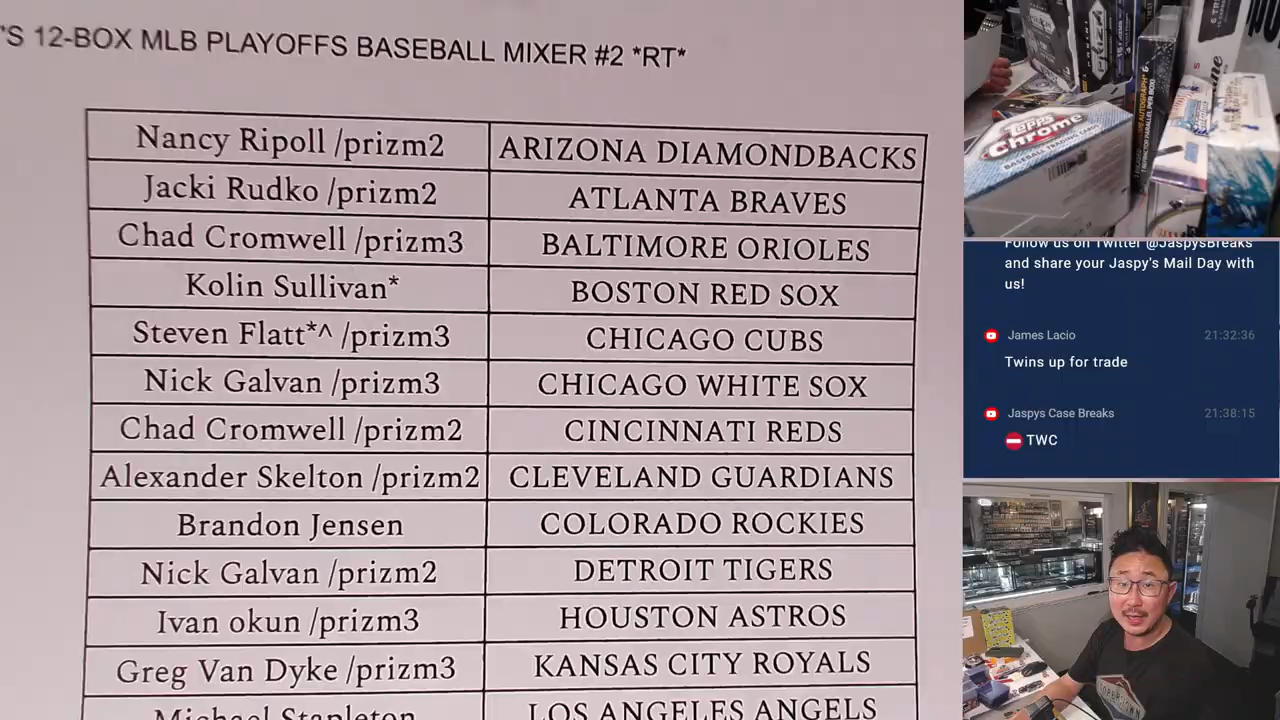 'S 12-BOX MLB PLAYOFFS BASEBALL MIXER #2 *RT*
Nancy Ripoll /prizm2 ARIZONA DIAMONDBACKS
Jacki Rudko /prizm2 ATLANTA BRAVES
Chad Cromwell /prizm3 BALTIMORE ORIOLES
Kolin Sullivan* BOSTON RED SOX
Steven Flatt*^ /prizm3 CHICAGO CUBS
Nick Galvan /prizm3 CHICAGO WHITE SOX
Chad Cromwell /prizm2 CINCINNATI REDS
Alexander Skelton /prizm2 CLEVELAND GUARDIANS
Brandon Jensen COLORADO ROCKIES
Nick Galvan /prizm2 DETROIT TIGERS
Ivan okun /prizm3 HOUSTON ASTROS
Greg Van Dyke /prizm3 KANSAS CITY ROYALS
Michael Stapleton LOS ANGELES ANGELS
PRIZM
TOPPS
Chrome
BASEBALL TRADING CARDS
Follow us on Twitter @JaspysBreaks
and share your Jaspy's Mail Day with
us!
James Lacio 21:32:36
Twins up for trade
Jaspys Case Breaks 21:38:15
TWC